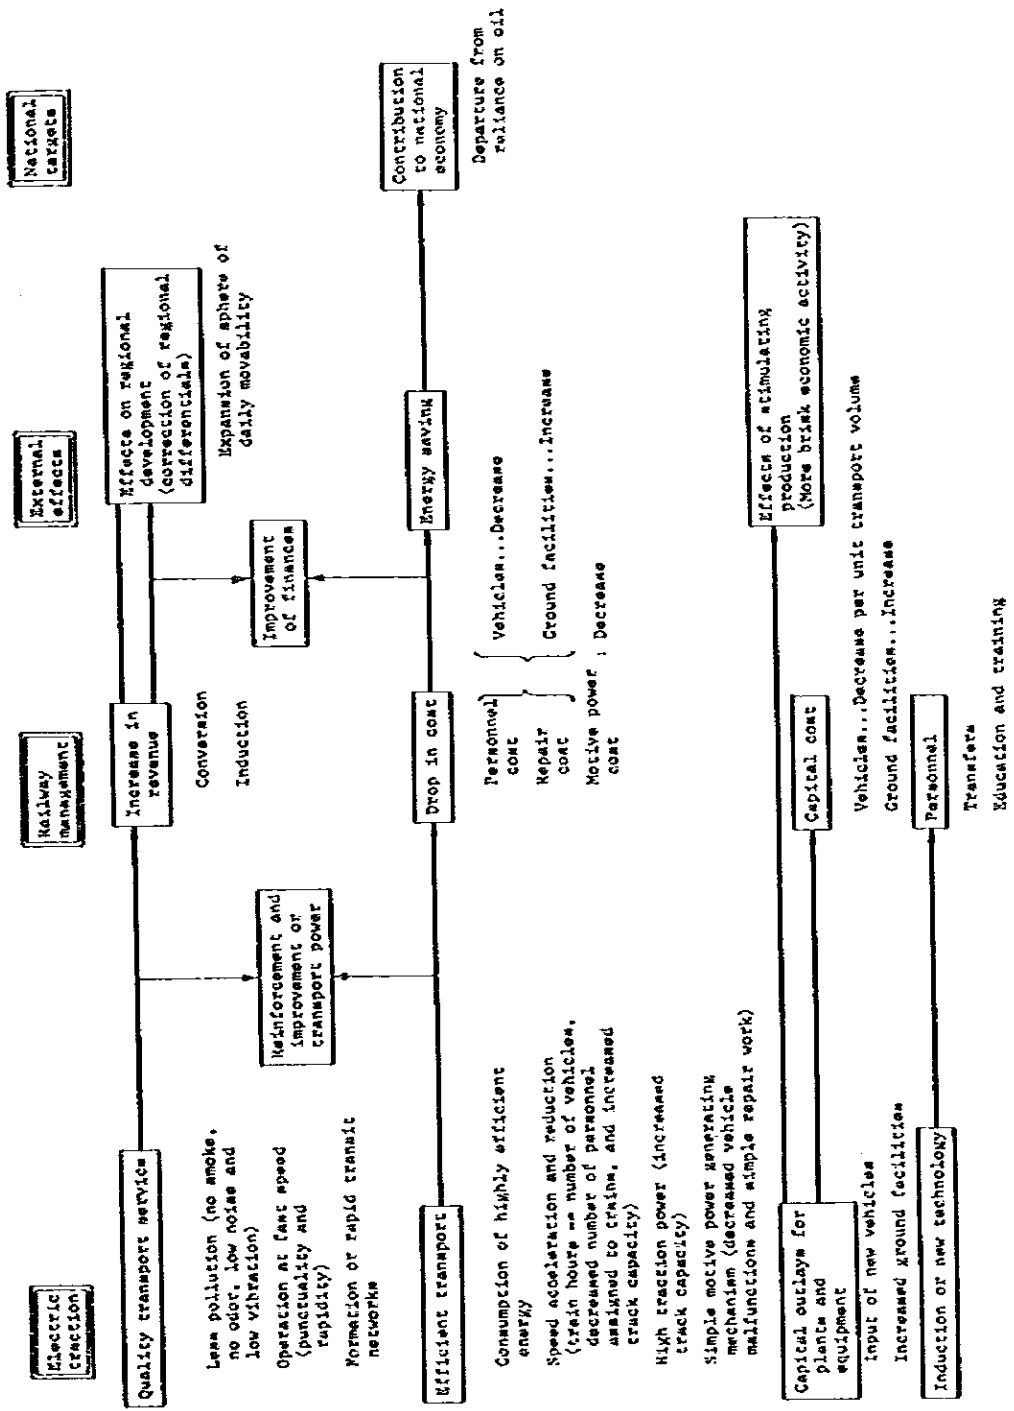 Electric
traction
Railway
management
External
effects
National
targets
Quality transport service
Less pollution (no smoke,
no odor, low noise and
low vibration)
Operation at fast speed
(punctuality and
rapidity)
Formation or rapid transit
networks
Reinforcement and
improvement or
transport power
Increase in
revenue
Conversion
Induction
Improvement
of finances
Effects on regional
development
(correction of regional
differentials)
Expansion of sphere of
daily movability
Efficient transport
Consumption of highly efficient
energy
Speed acceleration and reduction
(train hours == number of vehicles,
decreased number of personnel
assigned to trains, and increased
track capacity)
High traction power (increased
track capacity)
Simple motive power generating
mechanism (decreased vehicle
malfunctions and simple repair work)
Drop in cost
Personnel
cost
Repair
cost
Vehicles...Decrease
Ground facilities...Increase
Motive power : Decrease
cost
Energy saving
Contribution
to national
economy
Departure from
reliance on oil
Capital outlays for
plants and
equipment
Input of new vehicles
Increased ground facilities
Effects of stimulating
production
(More brisk economic activity)
Capital cost
Vehicles...Decrease per unit transport volume
Ground facilities...Increase
Induction or new technology
Personnel
Transfers
Education and training